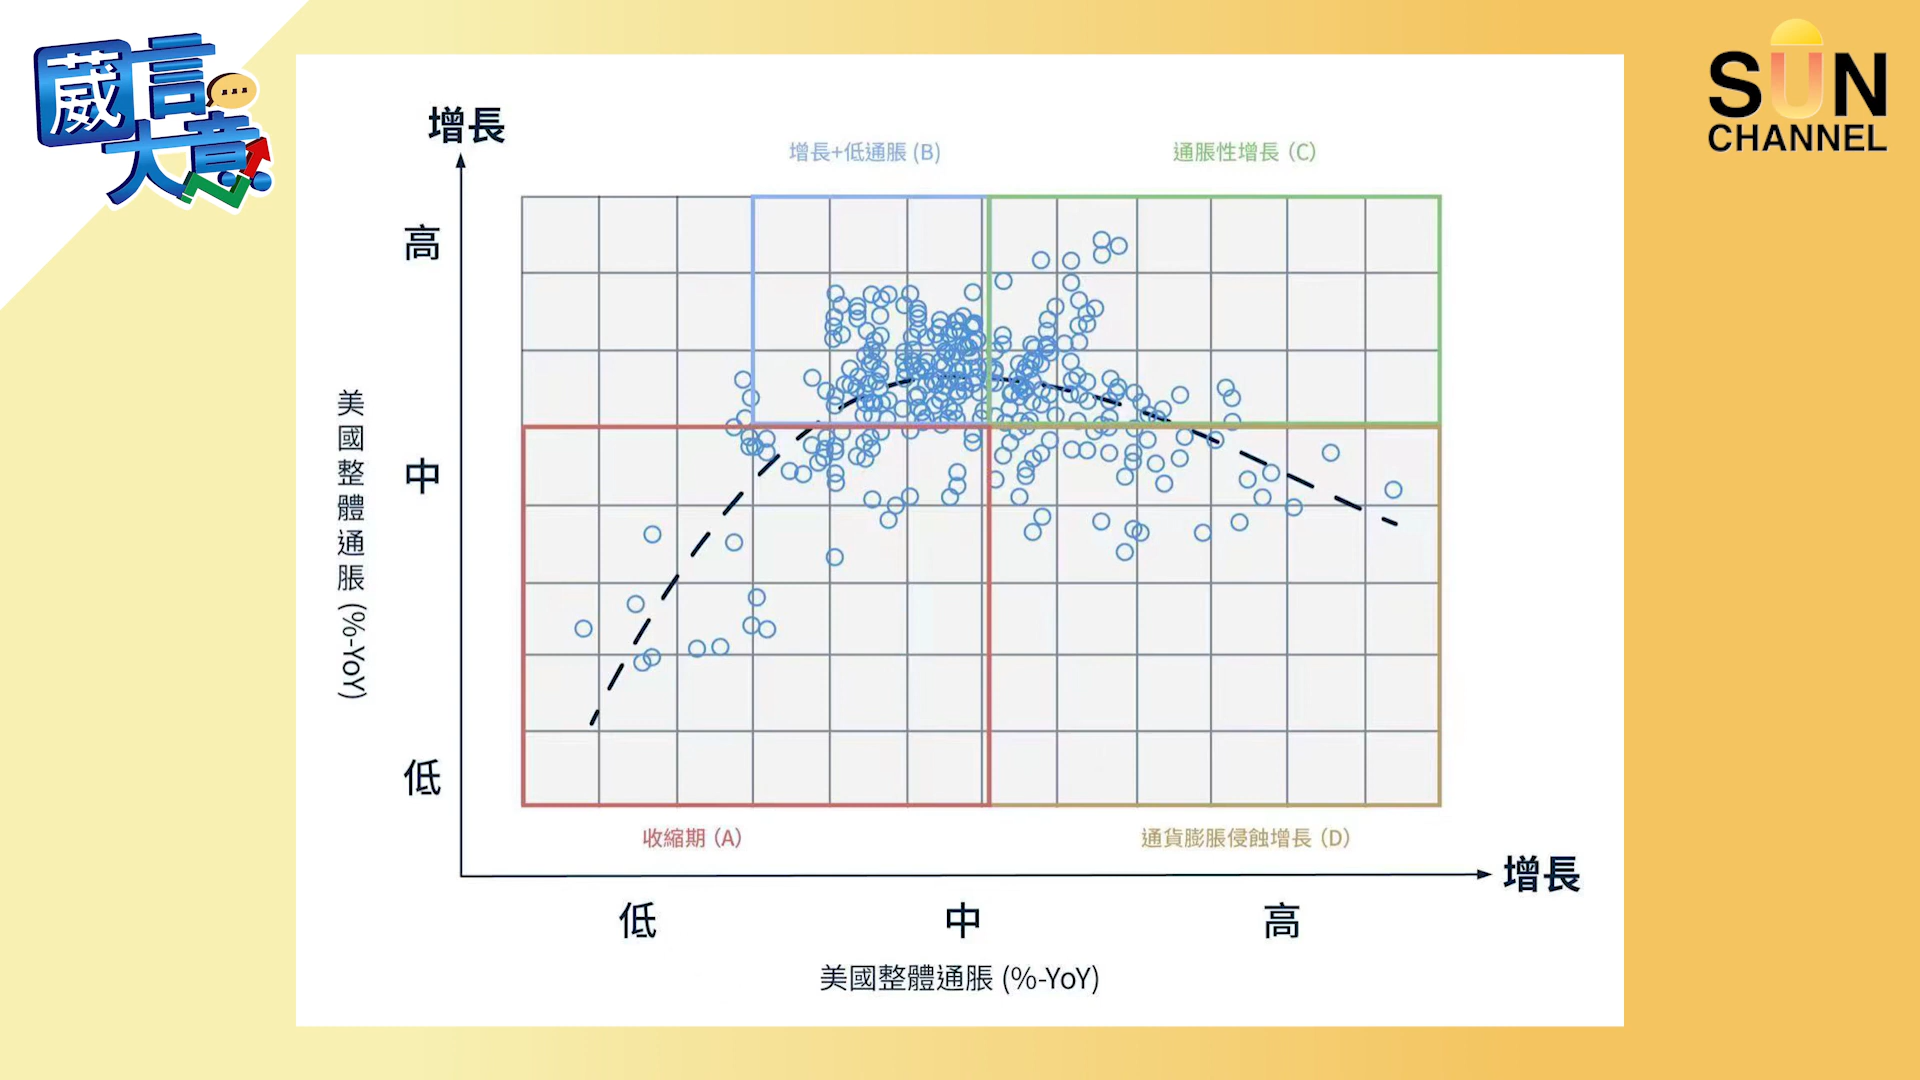 葳言
大意
SUN
CHANNEL
增長
增長+低通脹 (B)
通脹性增長 (C)
高
中
低
美國整體通脹 (%-YoY)
收縮期 (A)
通貨膨脹侵蝕增長 (D)
增長
低
中
高
美國整體通脹 (%-YoY)